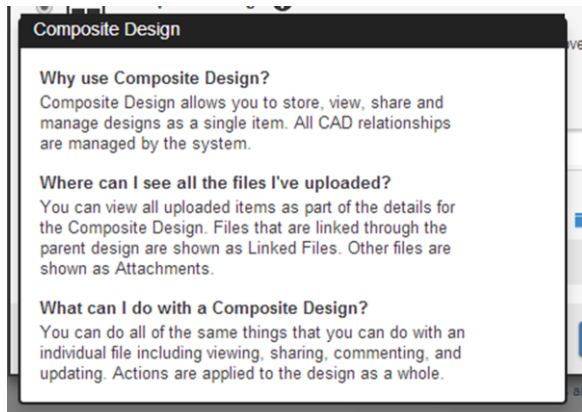 Composite Design
Why use Composite Design?
Composite Design allows you to store, view, share and
manage designs as a single item. All CAD relationships
are managed by the system.
Where can I see all the files I've uploaded?
You can view all uploaded items as part of the details for
the Composite Design. Files that are linked through the
parent design are shown as Linked Files. Other files are
shown as Attachments.
What can I do with a Composite Design?
You can do all of the same things that you can do with an
individual file including viewing, sharing, commenting, and
updating. Actions are applied to the design as a whole.